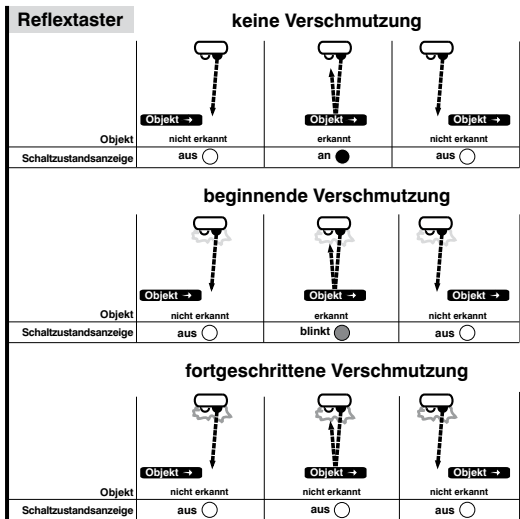 Reflextaster
keine Verschmutzung
Objekt → Objekt → Objekt →
Objekt nicht erkannt erkannt nicht erkannt
Schaltzustandsanzeige aus an aus
beginnende Verschmutzung
Objekt → Objekt → Objekt →
Objekt nicht erkannt erkannt nicht erkannt
Schaltzustandsanzeige aus blinkt aus
fortgeschrittene Verschmutzung
Objekt → Objekt → Objekt →
Objekt nicht erkannt nicht erkannt nicht erkannt
Schaltzustandsanzeige aus aus aus